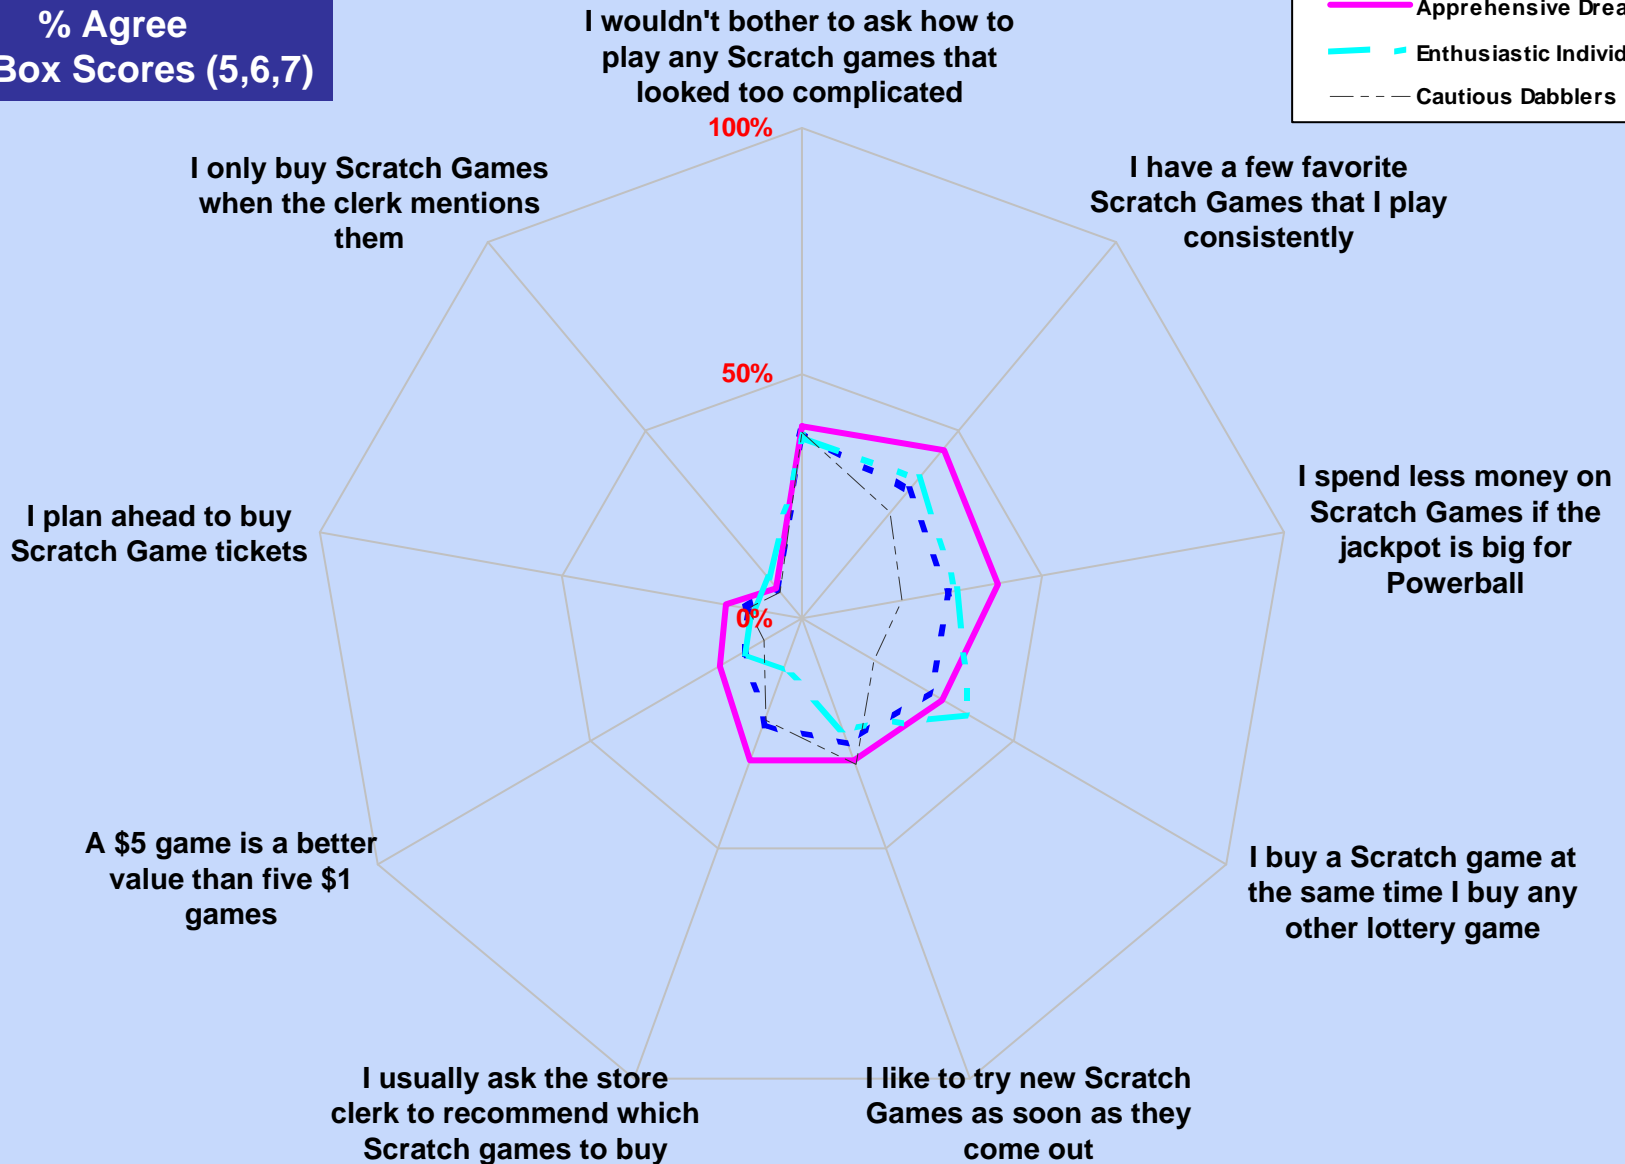 % Agree
Box Scores (5,6,7)
I wouldn't bother to ask how to
play any Scratch games that
looked too complicated
Apprehensive
Enthusiastic
Cautious Dabblers
100%
50%
0%
I only buy Scratch Games
when the clerk mentions
them
I have a few favorite
Scratch Games that I play
consistently
I plan ahead to buy
Scratch Game tickets
I spend less money on
Scratch Games if the
jackpot is big for
Powerball
A $5 game is a better
value than five $1
games
I buy a Scratch game at
the same time I buy any
other lottery game
I usually ask the store
clerk to recommend which
Scratch games to buy
I like to try new Scratch
Games as soon as they
come out